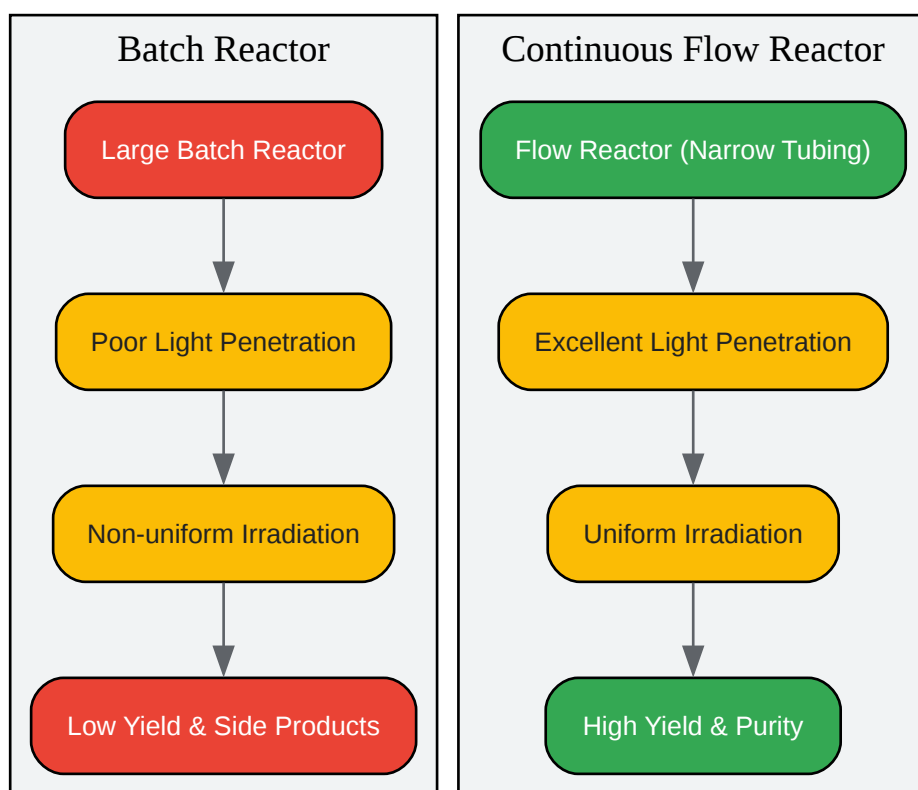 Batch Reactor
Large Batch Reactor
Poor Light Penetration
Non-uniform Irradiation
Low Yield & Side Products
Continuous Flow Reactor
Flow Reactor (Narrow Tubing)
Excellent Light Penetration
Uniform Irradiation
High Yield & Purity